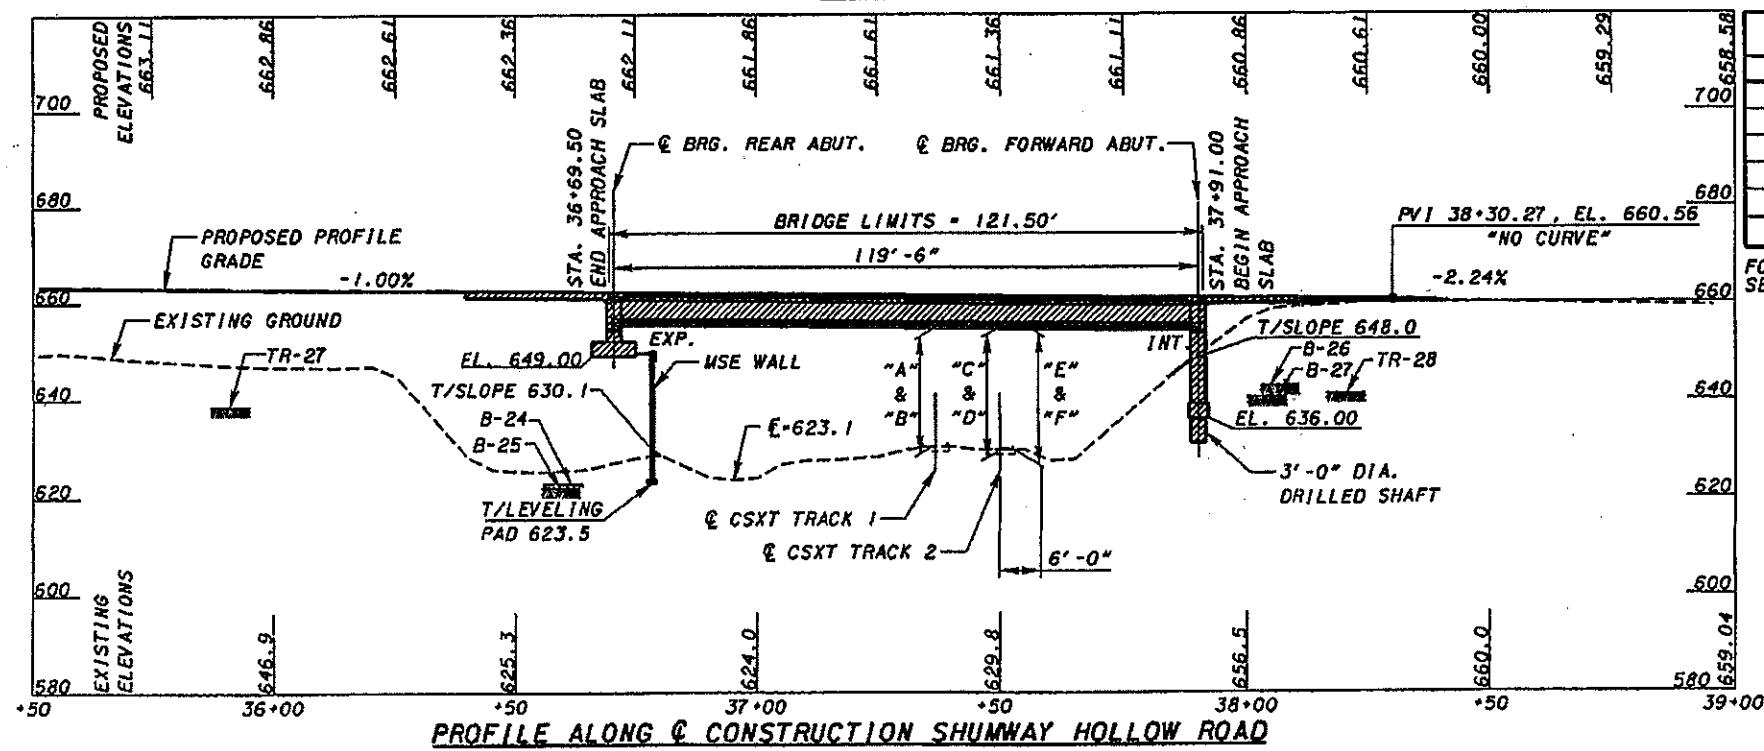 PROPOSED
ELEVATIONS
663.11
662.86
662.61
662.36
662.11
661.86
661.61
661.36
661.11
660.86
660.61
660.00
659.29
658.58
700
700
STA. 36+69.50
END APPROACH SLAB
℄ BRG. REAR ABUT.
℄ BRG. FORWARD ABUT.
STA. 37+91.00
BEGIN APPROACH
SLAB
680
680
BRIDGE LIMITS = 121.50'
PVI 38+30.27, EL. 660.56
"NO CURVE"
PROPOSED PROFILE
GRADE
119'-6"
-1.00%
-2.24%
FO
SE
660
660
EXISTING GROUND
EXP.
INT.
T/SLOPE 648.0
TR-27
EL. 649.00
MSE WALL
"A"
&
"B"
"C"
&
"D"
"E"
&
"F"
B-26
B-27
TR-28
640
640
T/SLOPE 630.1
B-24
B-25
℄=623.1
EL. 636.00
3'-0" DIA.
DRILLED SHAFT
620
620
T/LEVELING
PAD 623.5
℄ CSXT TRACK 1
℄ CSXT TRACK 2
6'-0"
600
600
EXISTING
ELEVATIONS
646.9
625.3
624.0
629.8
656.5
660.0
659.04
580
580
+50
36+00
+50
37+00
+50
38+00
+50
39+00
PROFILE ALONG ℄ CONSTRUCTION SHUMWAY HOLLOW ROAD